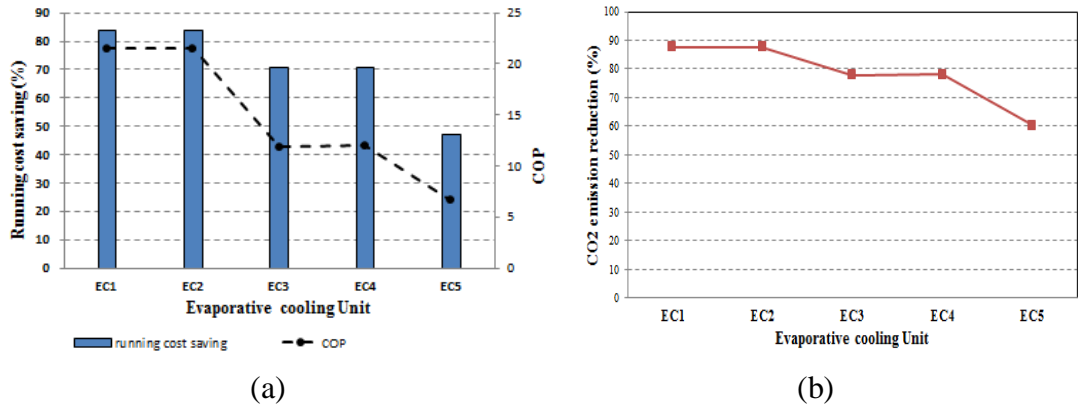 90
80
70
60
50
40
30
20
10
0
Running cost saving (%)
25
20
15
10
5
0
COP
EC1 EC2 EC3 EC4 EC5
Evaporative cooling Unit
running cost saving COP
(a)
100
90
80
70
60
50
40
30
20
10
0
CO2 emission reduction (%)
EC1 EC2 EC3 EC4 EC5
Evaporative cooling Unit
(b)